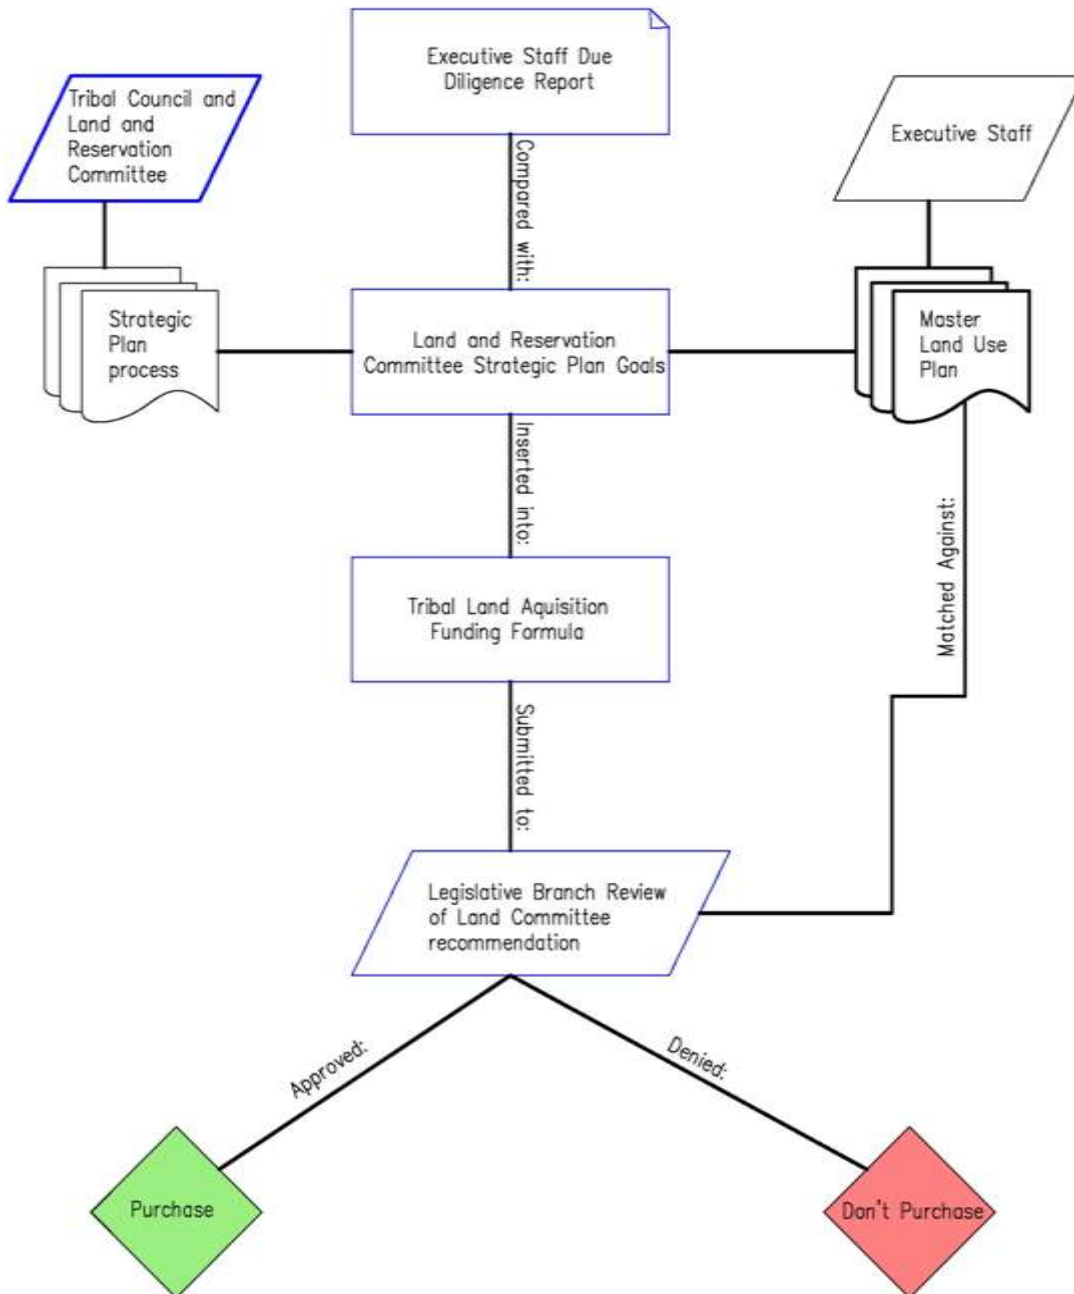 Executive Staff Due
Diligence Report
Tribal Council and
Land and
Reservation
Committee
Executive Staff
Compared with:
Strategic
Plan
process
Land and Reservation
Committee Strategic Plan Goals
Master
Land Use
Plan
Inserted into:
Matched Against:
Tribal Land Aquisition
Funding Formula
Submitted to:
Legislative Branch Review
of Land Committee
recommendation
Approved:
Denied:
Purchase
Don't Purchase